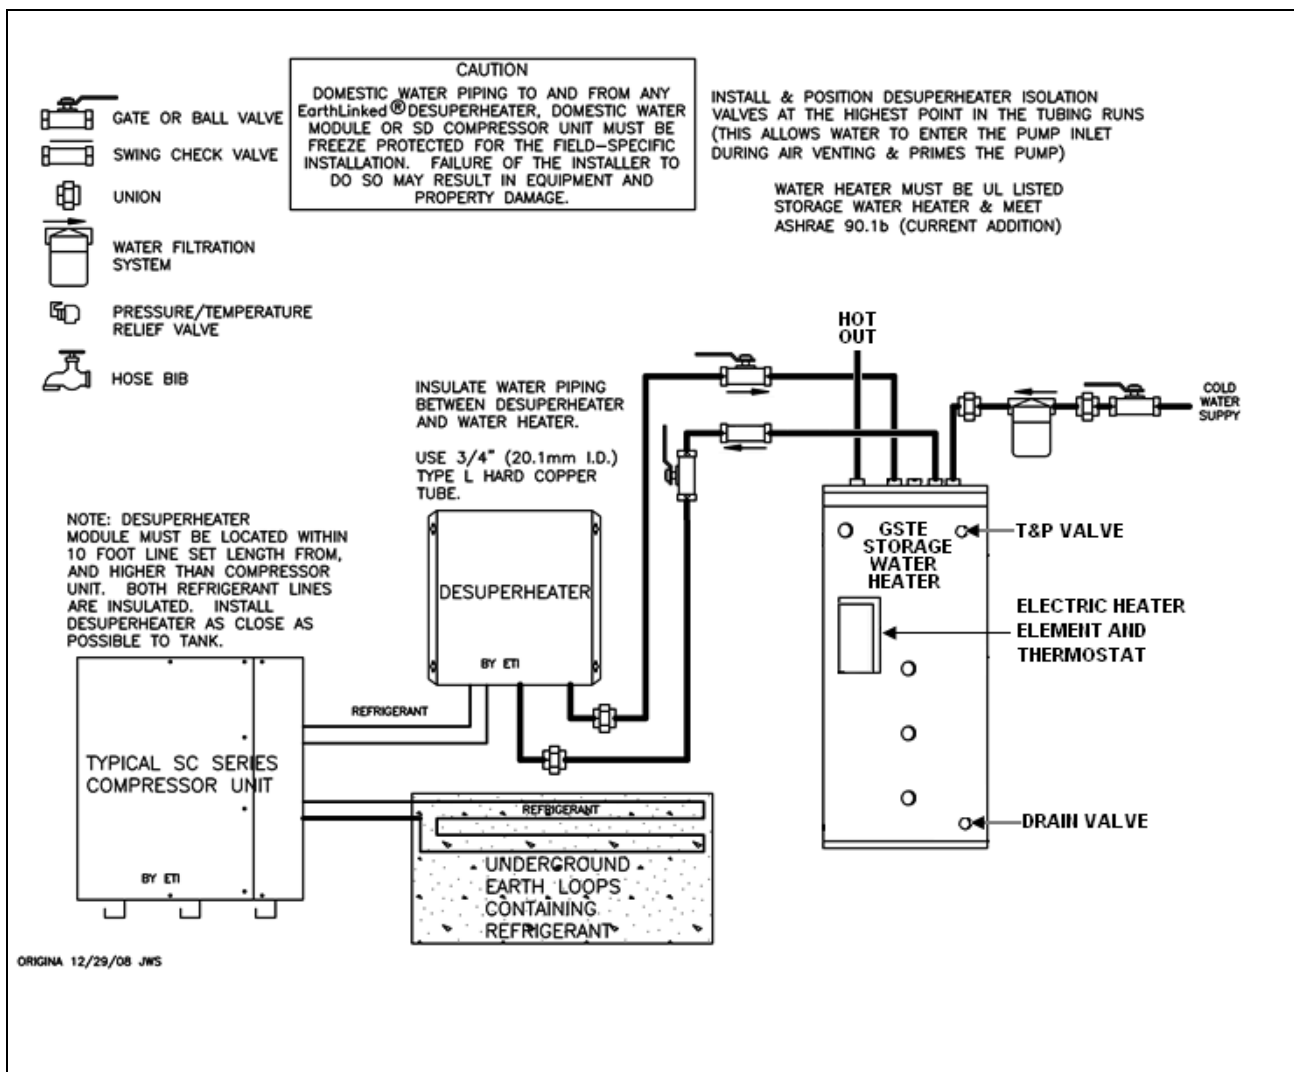 CAUTION
DOMESTIC WATER PIPING TO AND FROM ANY
EarthLinked® DESUPERHEATER, DOMESTIC WATER
MODULE OR SD COMPRESSOR UNIT MUST BE
FREEZE PROTECTED FOR THE FIELD-SPECIFIC
INSTALLATION. FAILURE OF THE INSTALLER TO
DO SO MAY RESULT IN EQUIPMENT AND
PROPERTY DAMAGE.
INSTALL & POSITION DESUPERHEATER ISOLATION
VALVES AT THE HIGHEST POINT IN THE TUBING RUNS
(THIS ALLOWS WATER TO ENTER THE PUMP INLET
DURING AIR VENTING & PRIMES THE PUMP)
WATER HEATER MUST BE UL LISTED
STORAGE WATER HEATER & MEET
ASHRAE 90.1b (CURRENT ADDITION)
GATE OR BALL VALVE
SWING CHECK VALVE
UNION
WATER FILTRATION
SYSTEM
PRESSURE/TEMPERATURE
RELIEF VALVE
HOSE BIB
HOT
OUT
COLD
WATER
SUPPLY
INSULATE WATER PIPING
BETWEEN DESUPERHEATER
AND WATER HEATER.
USE 3/4" (20.1mm I.D.)
TYPE L HARD COPPER
TUBE.
NOTE: DESUPERHEATER
MODULE MUST BE LOCATED WITHIN
10 FOOT LINE SET LENGTH FROM,
AND HIGHER THAN COMPRESSOR
UNIT. BOTH REFRIGERANT LINES
ARE INSULATED. INSTALL
DESUPERHEATER AS CLOSE AS
POSSIBLE TO TANK.
DESUPERHEATER
BY ETI
GSTE
STORAGE
WATER
HEATER
T&P VALVE
ELECTRIC HEATER
ELEMENT AND
THERMOSTAT
DRAIN VALVE
REFRIGERANT
TYPICAL SC SERIES
COMPRESSOR UNIT
BY ETI
REFRIGERANT
UNDERGROUND
EARTH LOOPS
CONTAINING
REFRIGERANT
ORIGINA 12/29/08 JWS